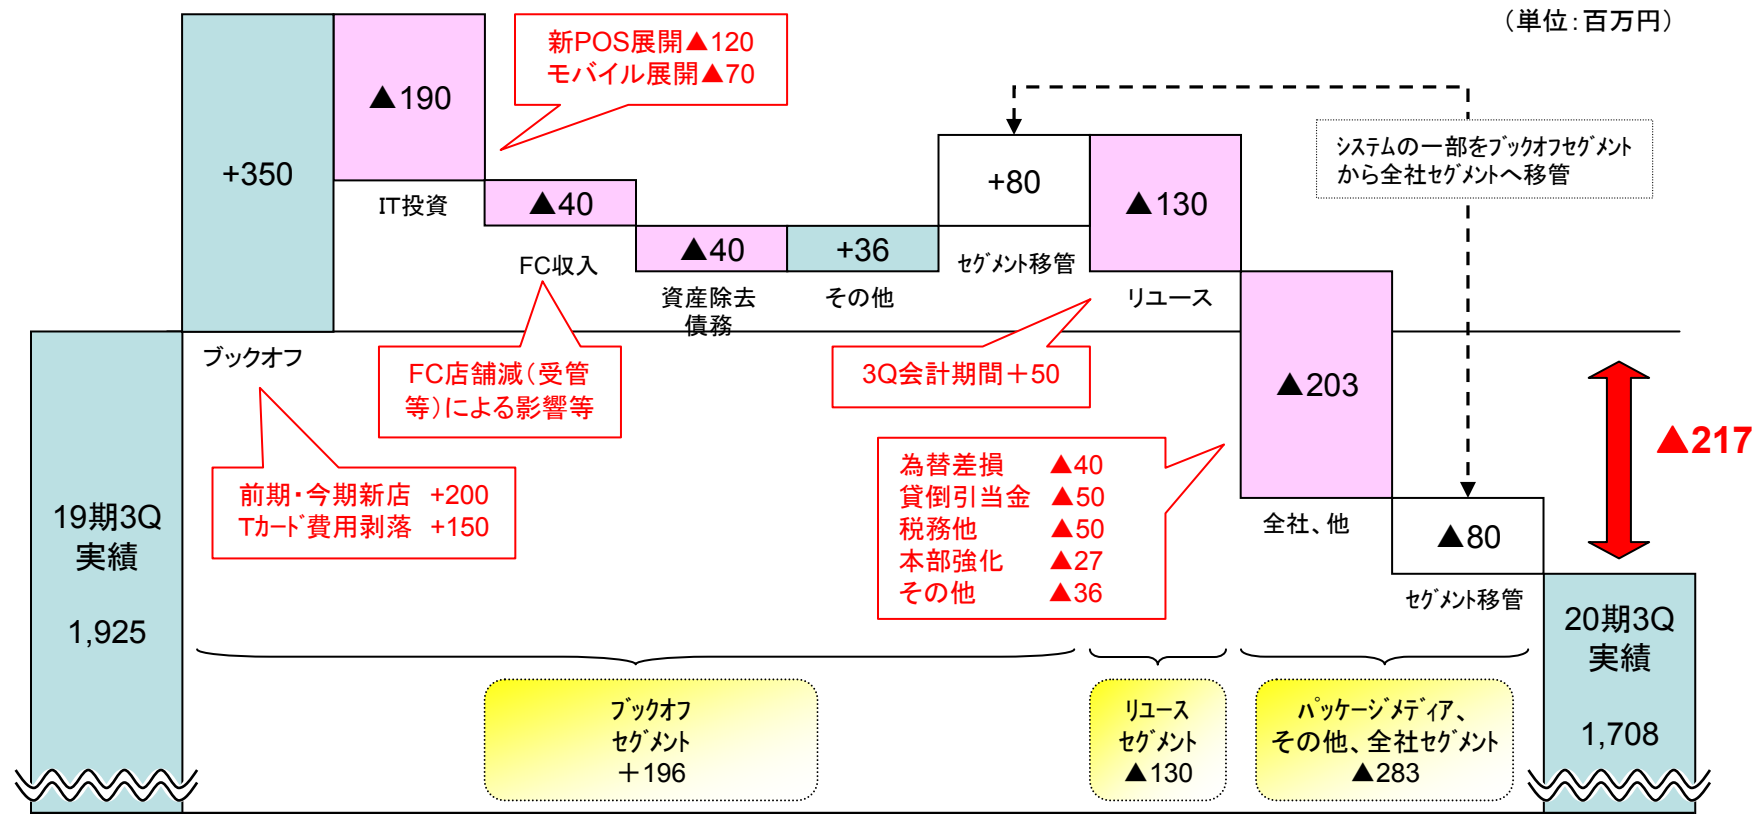 （単位：百万円）
新POS展開▲120
モバイル展開▲70
▲190
+350
IT投資
▲40
FC収入
▲40
資産除去
債務
+36
その他
+80
ｾｸﾞﾒﾝﾄ移管
▲130
リユース
ｼｽﾃﾑの一部をﾌﾞｯｸｵﾌｾｸﾞﾒﾝﾄ
から全社ｾｸﾞﾒﾝﾄへ移管
ブックオフ
FC店舗減（受管
等）による影響等
3Q会計期間＋50
▲203
全社、他
▲217
前期・今期新店 +200
Tｶｰﾄﾞ費用剥落 +150
為替差損 ▲40
貸倒引当金 ▲50
税務他 ▲50
本部強化 ▲27
その他 ▲36
▲80
ｾｸﾞﾒﾝﾄ移管
19期3Q
実績
1,925
20期3Q
実績
1,708
ﾌﾞｯｸｵﾌ
ｾｸﾞﾒﾝﾄ
＋196
ﾘﾕｰｽ
ｾｸﾞﾒﾝﾄ
▲130
ﾊﾟｯｹｰｼﾞﾒﾃﾞｨｱ、
その他、全社ｾｸﾞﾒﾝﾄ
▲283